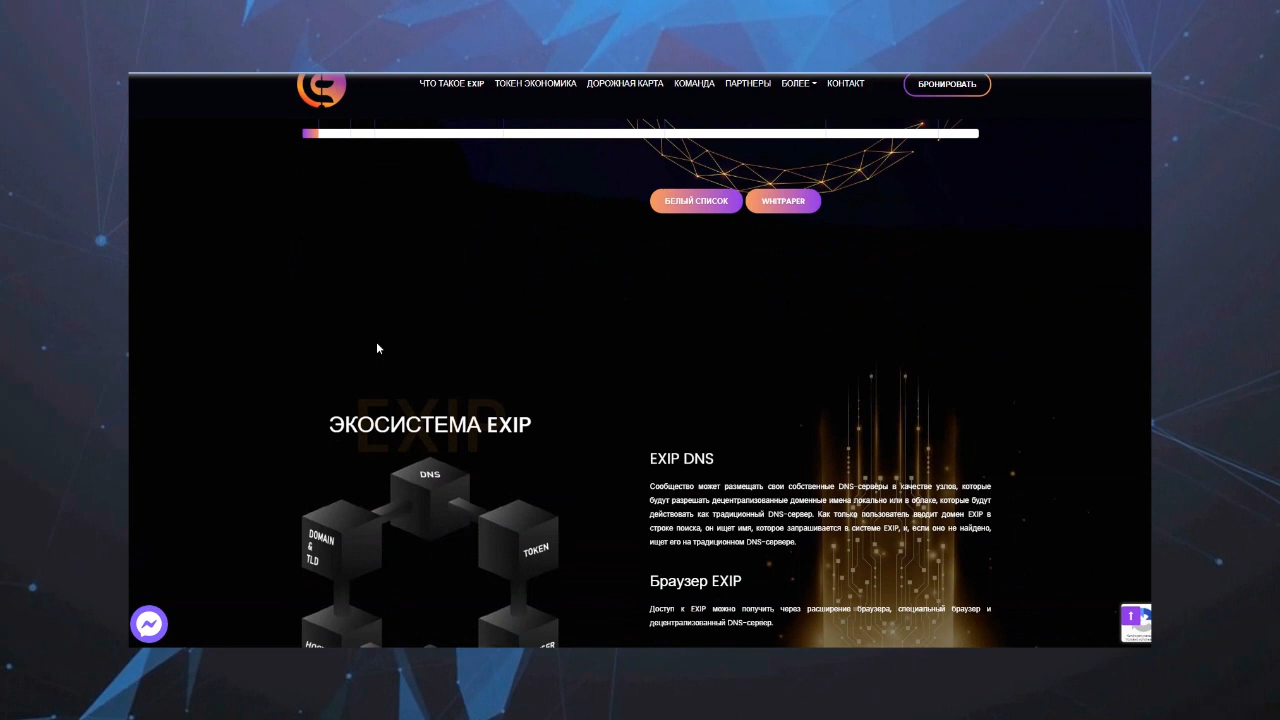 ЧТО ТАКОЕ EXIP ТОКЕН ЭКОНОМИКА ДОРОЖНАЯ КАРТА КОМАНДА ПАРТНЕРЫ БОЛЕЕ КОНТАКТ БРОНИРОВАТЬ
БЕЛЫЙ СПИСОК WHITPAPER
EXIP
ЭКОСИСТЕМА EXIP
DNS
DOMAIN
&
TLD
TOKEN
EXIP DNS
Сообщество может размещать свои собственные DNS-серверы в качестве узлов, которые
будут разрешать децентрализованные доменные имена локально или в облаке, которые будут
действовать как традиционный DNS-сервер. Как только пользователь вводит домен EXIP в
строке поиска, он ищет имя, которое запрашивается в системе EXIP, и, если оно не найдено,
ищет его на традиционном DNS-сервере.
Браузер EXIP
Доступ к EXIP можно получить через расширение браузера, специальный браузер и
децентрализованный DNS-сервер.